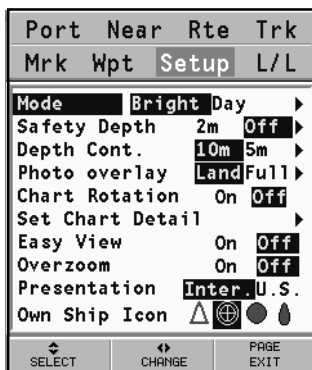 Port Near Rte Trk
Mrk Wpt Setup L/L
Mode Bright Day
Safety Depth 2m Off
Depth Cont. 10m 5m
Photo overlay Land Full
Chart Rotation On Off
Set Chart Detail
Easy View On Off
Overzoom On Off
Presentation Inter. U.S.
Own Ship Icon
SELECT CHANGE PAGE EXIT